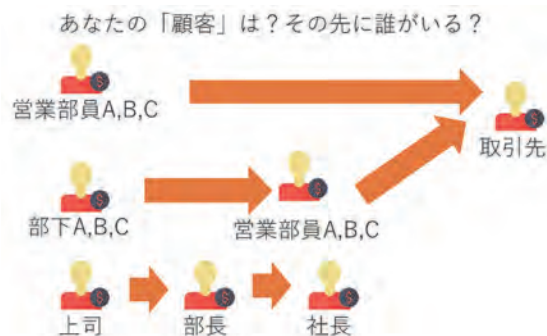 あなたの「顧客」は？その先に誰がいる？
営業部員A,B,C
取引先
部下A,B,C
営業部員A,B,C
上司
部長
社長